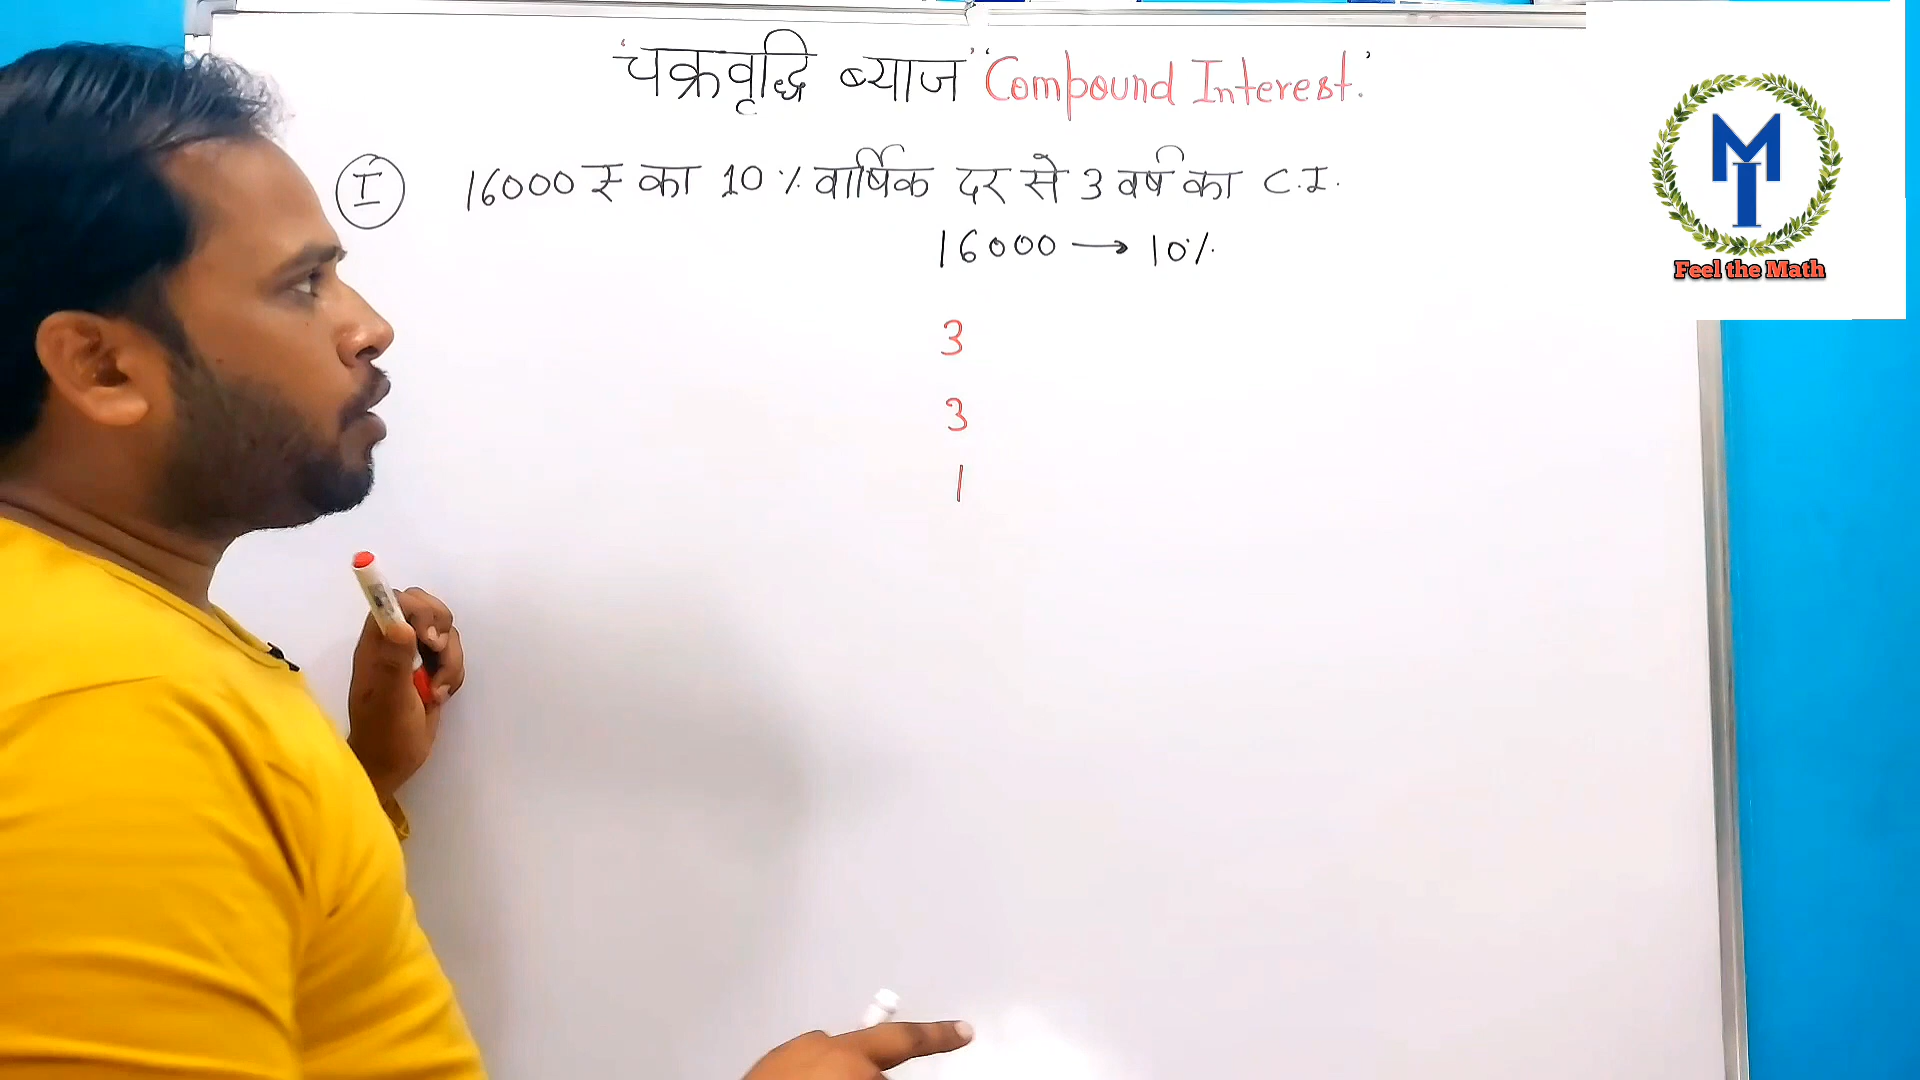 'चक्रवृद्धि ब्याज' 'Compound Interest.'
I 16000 रु का 10% वार्षिक दर से 3 वर्ष का C.I.
16000 → 10%
3
3
1
MI
Feel the Math